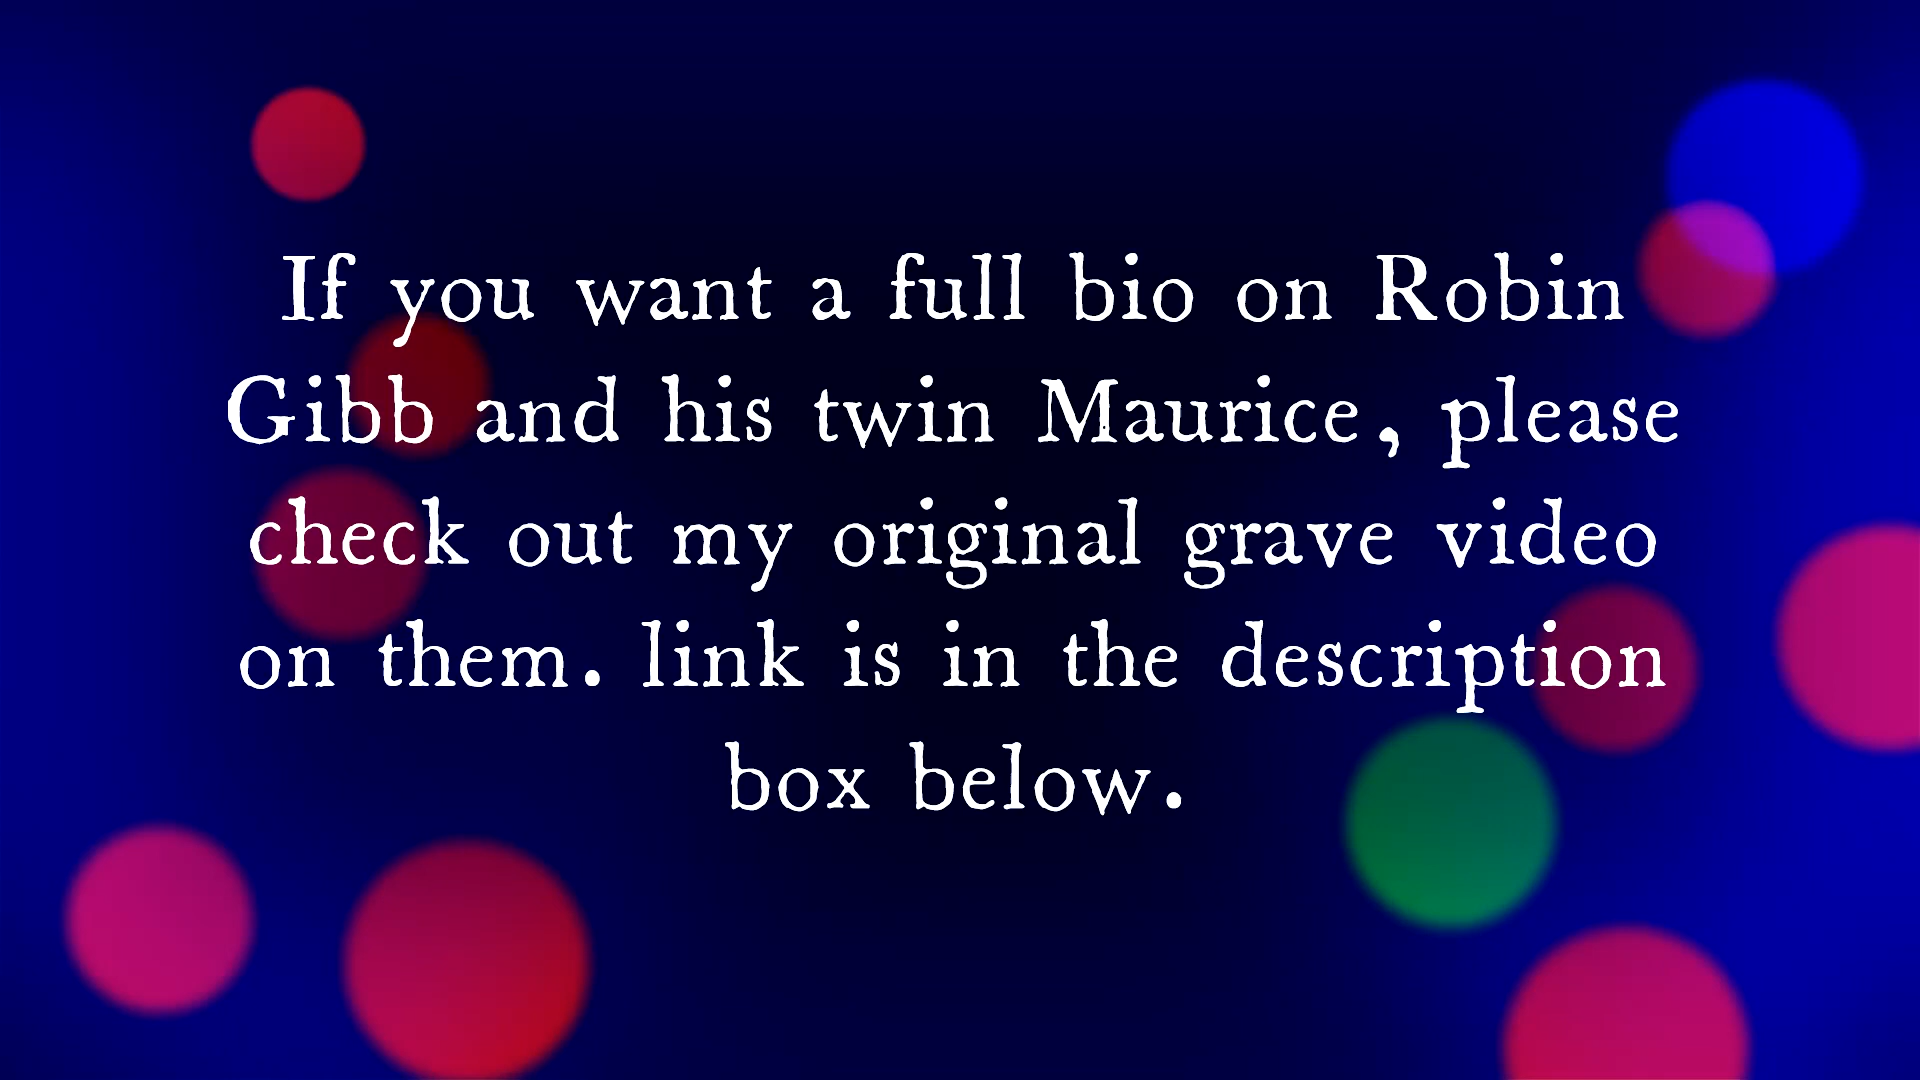 If you want a full bio on Robin
Gibb and his twin Maurice, please
check out my original grave video
on them. link is in the description
box below.